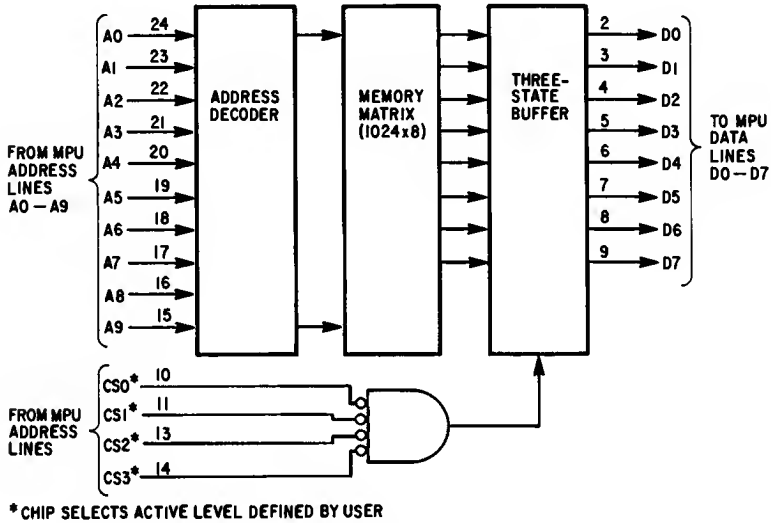 A0 24
A1 23
A2 22
A3 21
A4 20
A5 19
A6 18
A7 17
A8 16
A9 15
FROM MPU
ADDRESS
LINES
A0 – A9
ADDRESS
DECODER
MEMORY
MATRIX
(1024x8)
THREE-
STATE
BUFFER
2 D0
3 D1
4 D2
5 D3
6 D4
7 D5
8 D6
9 D7
TO MPU
DATA
LINES
D0 – D7
FROM MPU
ADDRESS
LINES
CS0* 10
CS1* 11
CS2* 13
CS3* 14
* CHIP SELECTS ACTIVE LEVEL DEFINED BY USER